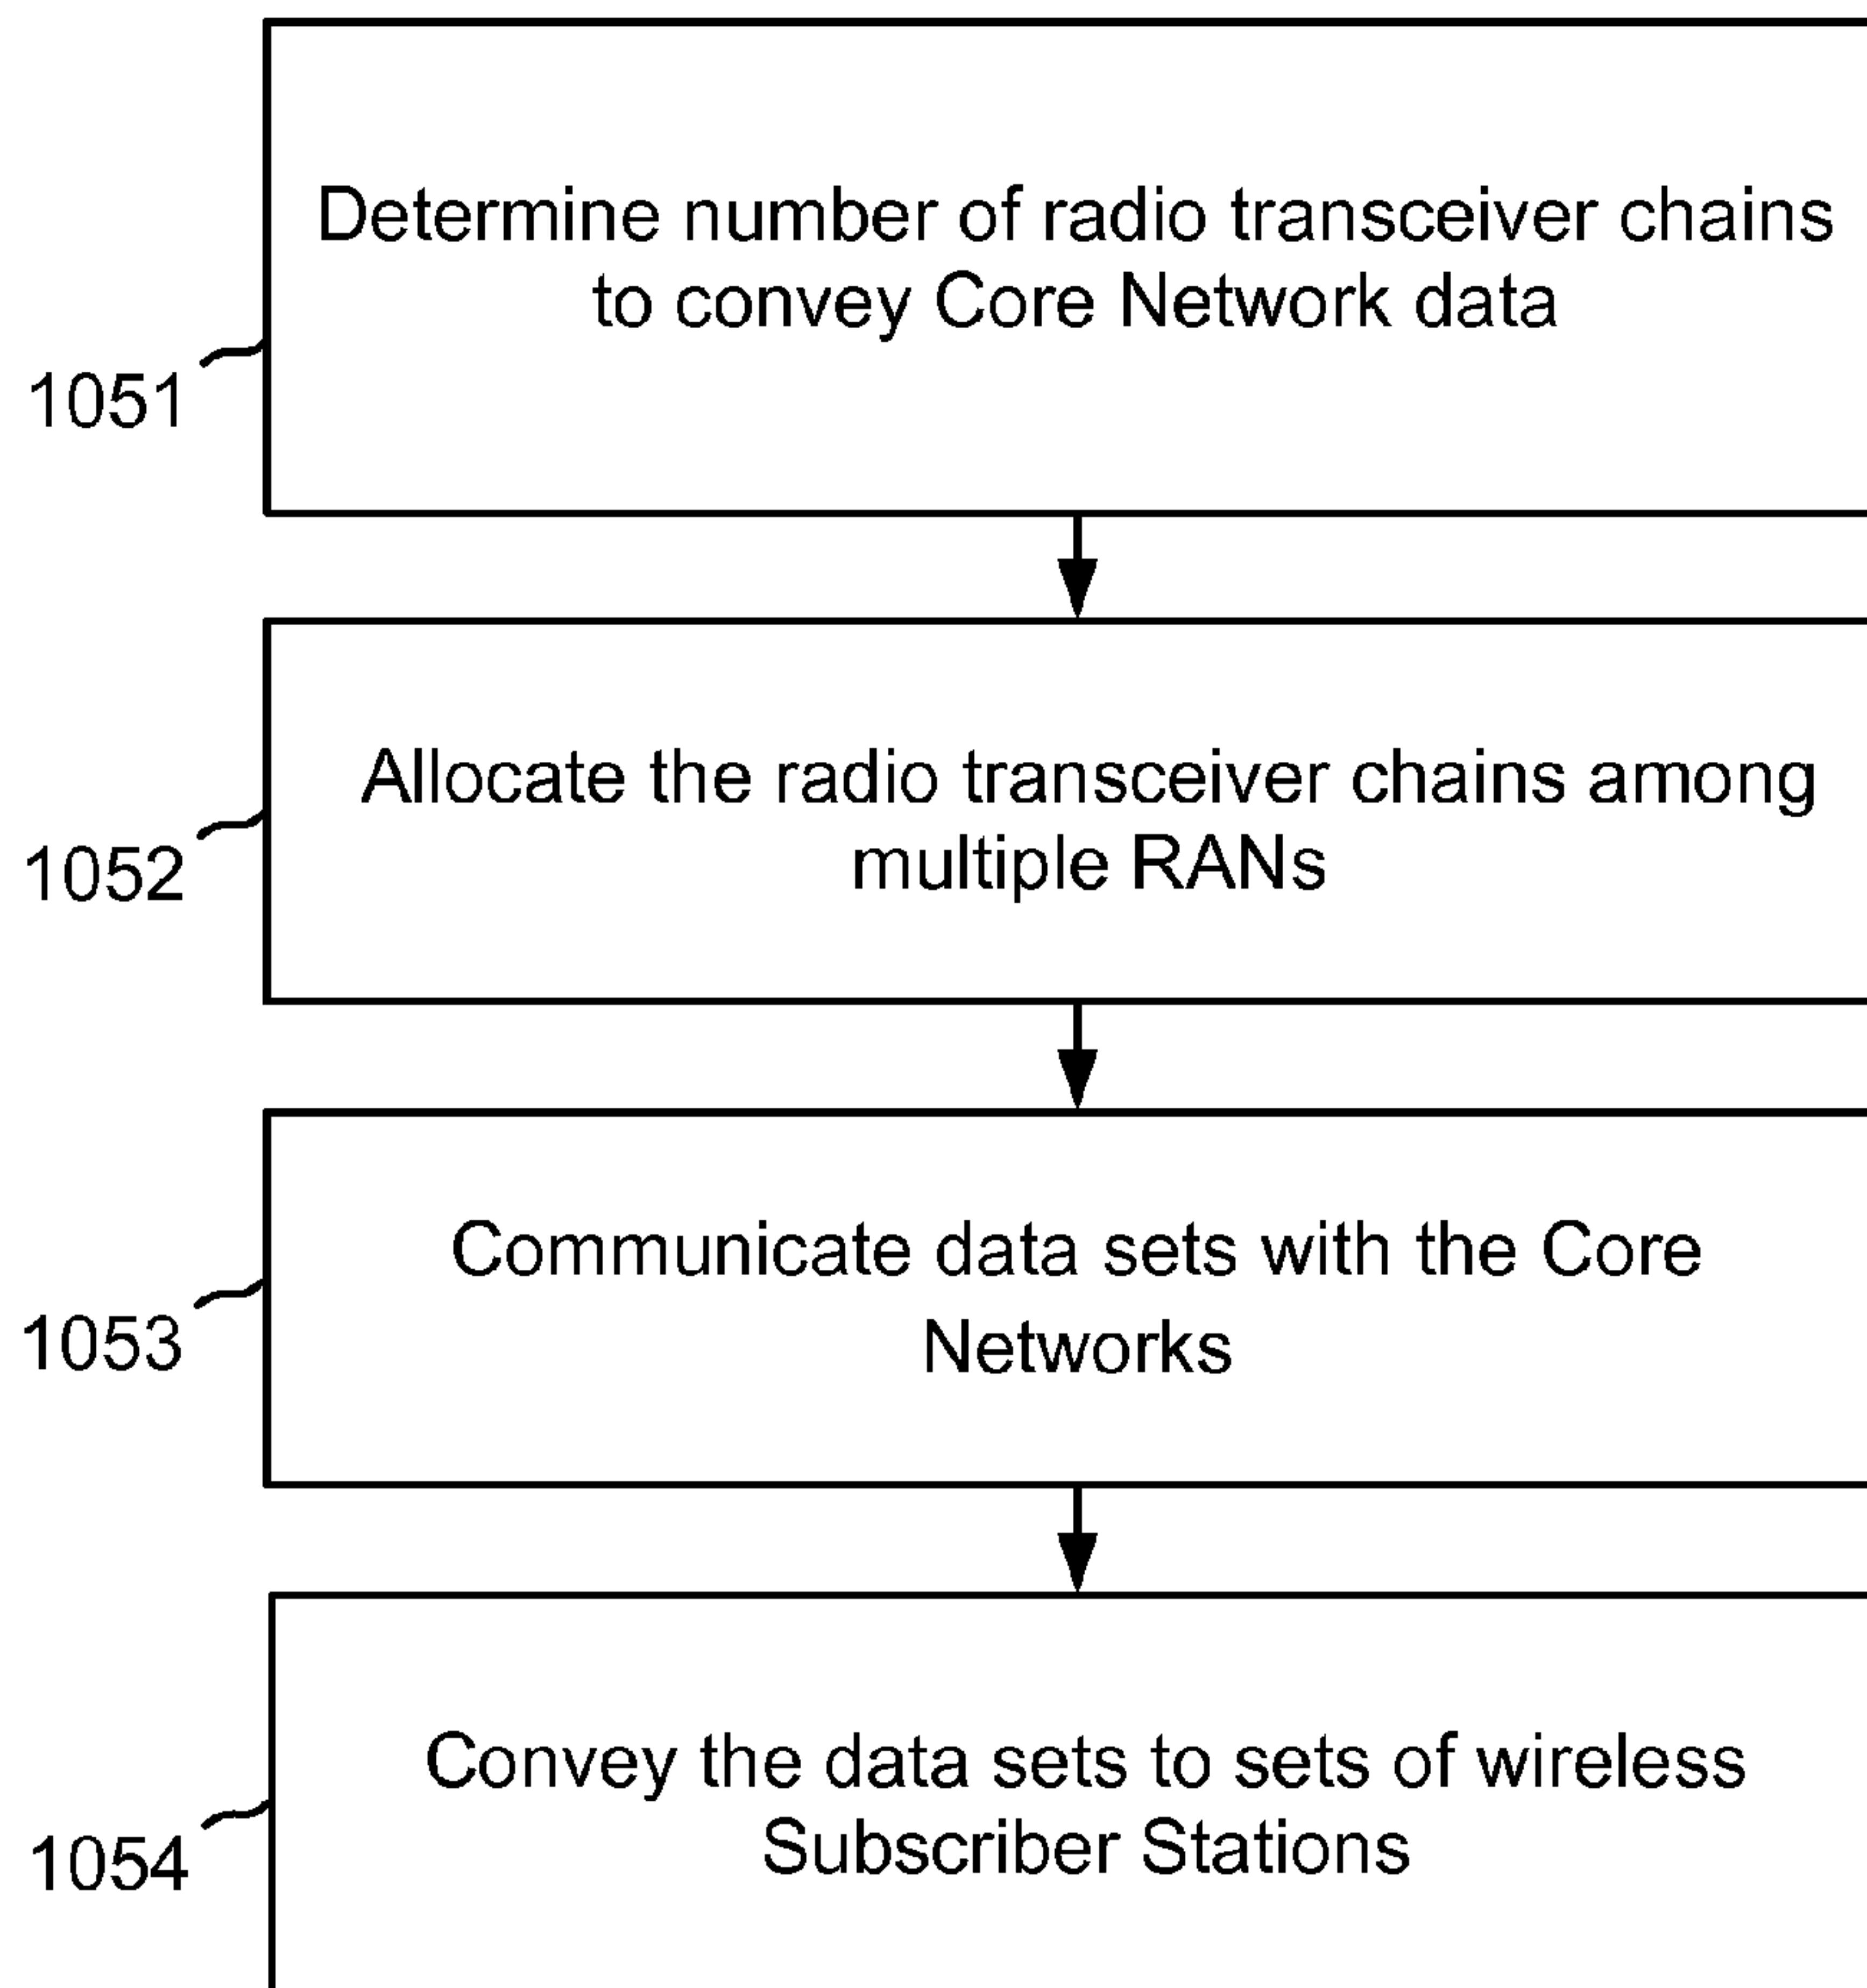 Determine number of radio transceiver chains
to convey Core Network data
1051
Allocate the radio transceiver chains among
multiple RANs
1052
Communicate data sets with the Core
Networks
1053
Convey the data sets to sets of wireless
Subscriber Stations
1054